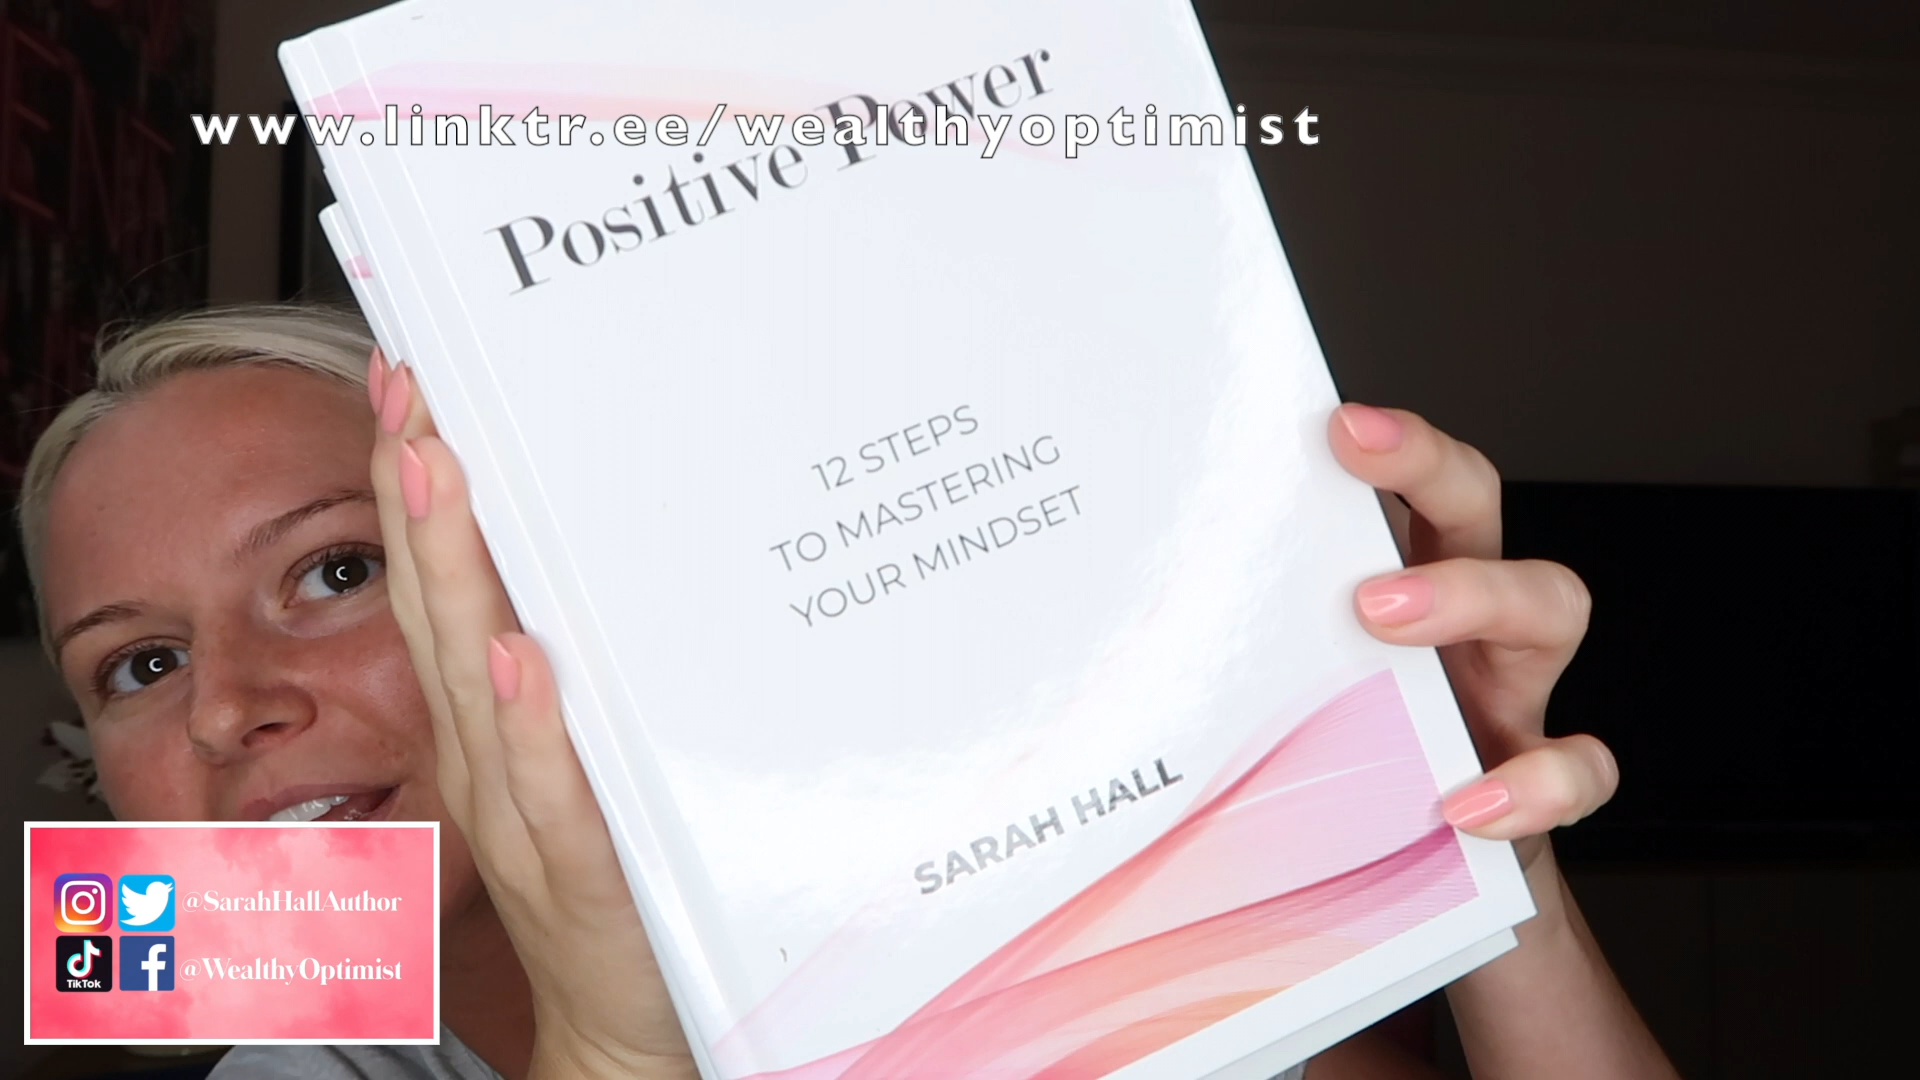 www.linktr.ee/wealthyoptimist
Positive Power
12 STEPS
TO MASTERING
YOUR MINDSET
SARAH HALL
@SarahHallAuthor
TikTok
@WealthyOptimist